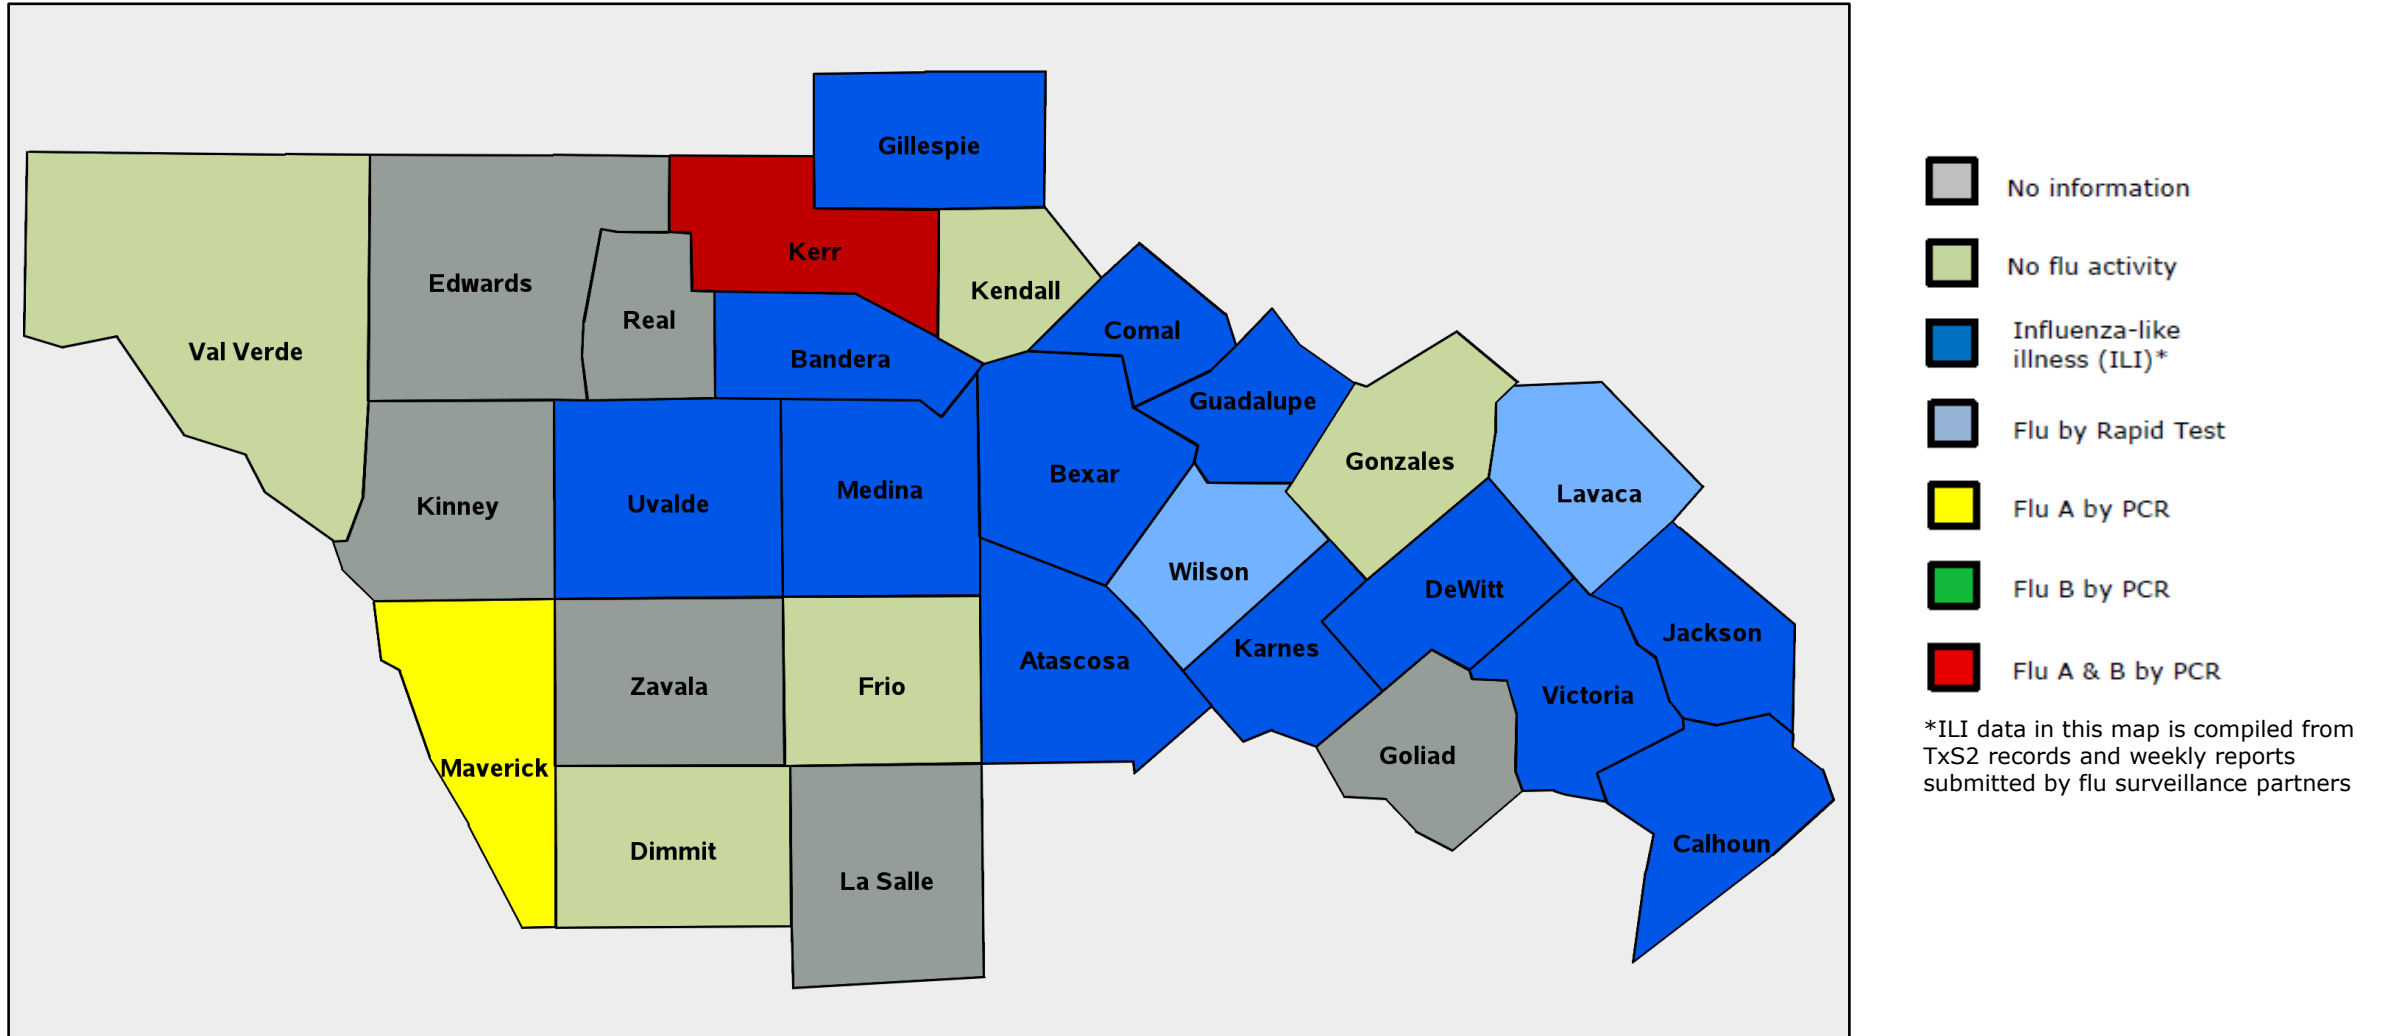 Gillespie
Kerr
Edwards
Kendall
Real
Comal
Val Verde
Bandera
Guadalupe
Gonzales
Bexar
Medina
Lavaca
Uvalde
Kinney
Wilson
DeWitt
Jackson
Karnes
Atascosa
Zavala
Frio
Victoria
Goliad
Maverick
Calhoun
Dimmit
La Salle
No information
No flu activity
Influenza-like
illness (ILI)*
Flu by Rapid Test
Flu A by PCR
Flu B by PCR
Flu A & B by PCR
*ILI data in this map is compiled from
TxS2 records and weekly reports
submitted by flu surveillance partners